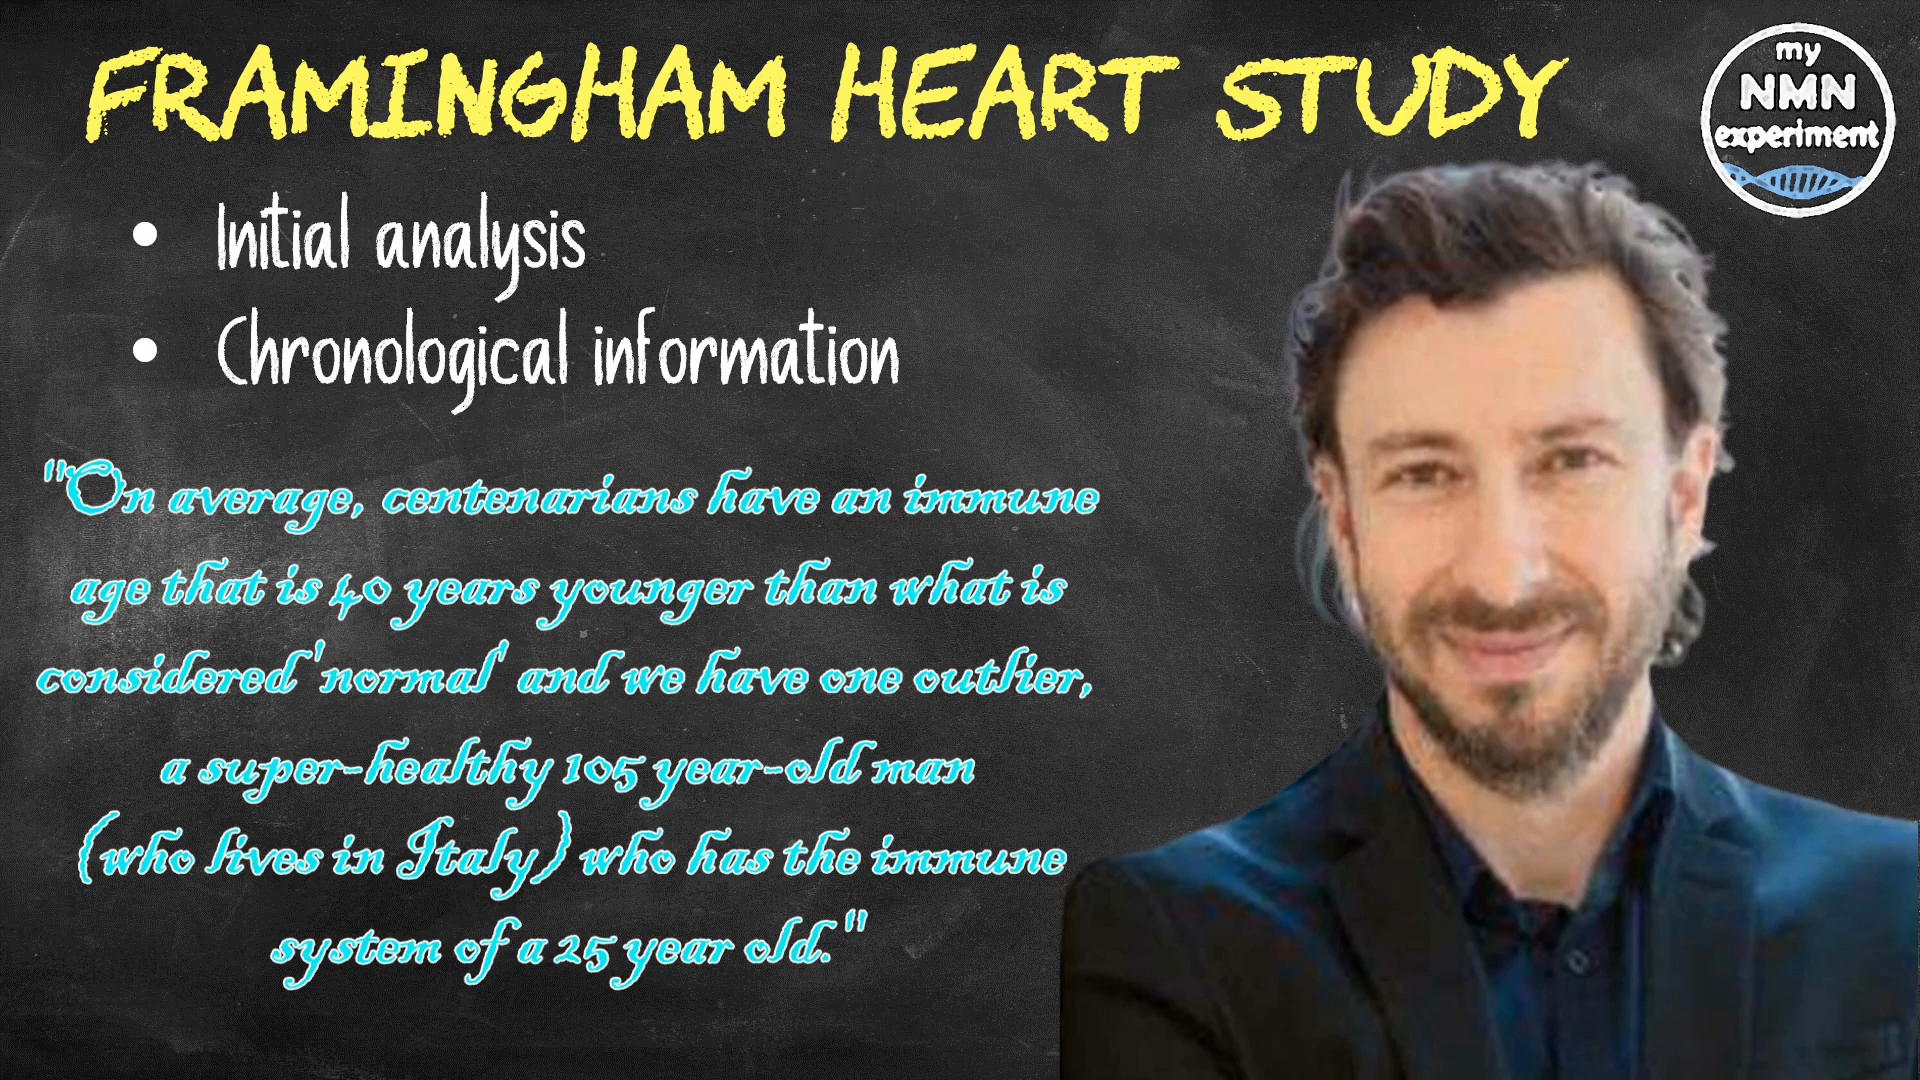 FRAMINGHAM HEART STUDY
my
NMN
experiment
• Initial analysis
• Chronological information
"On average, centenarians have an immune
age that is 40 years younger than what is
considered 'normal' and we have one outlier,
a super-healthy 105 year-old man
(who lives in Italy) who has the immune
system of a 25 year old."